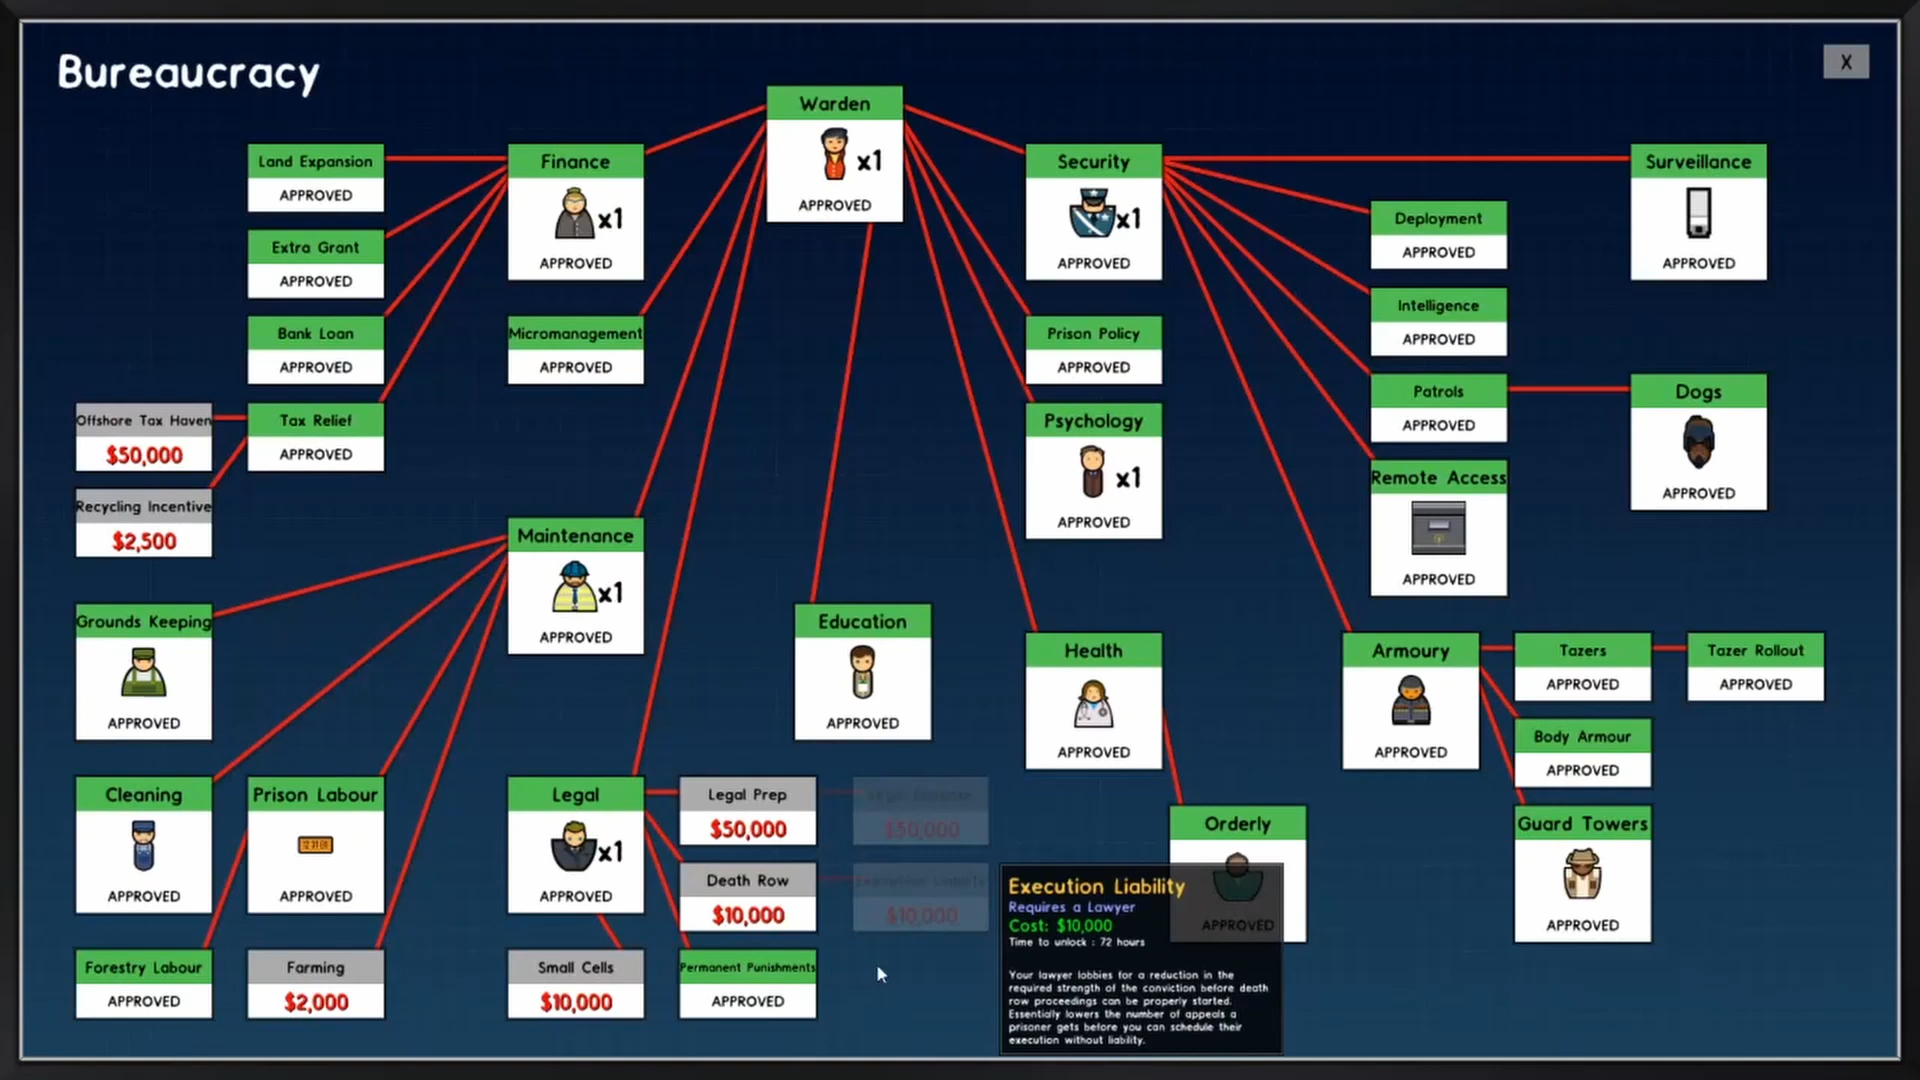 Bureaucracy
X
Warden
x1
APPROVED
Land Expansion
APPROVED
Finance
x1
APPROVED
Security
x1
APPROVED
Surveillance
APPROVED
Extra Grant
APPROVED
Deployment
APPROVED
Bank Loan
APPROVED
Micromanagement
APPROVED
Prison Policy
APPROVED
Intelligence
APPROVED
Offshore Tax Haven
$50,000
Tax Relief
APPROVED
Psychology
x1
APPROVED
Patrols
APPROVED
Dogs
APPROVED
Recycling Incentive
$2,500
Remote Access
APPROVED
Maintenance
x1
APPROVED
Grounds Keeping
APPROVED
Education
APPROVED
Health
APPROVED
Armoury
APPROVED
Tazers
APPROVED
Tazer Rollout
APPROVED
Body Armour
APPROVED
Cleaning
APPROVED
Prison Labour
APPROVED
Legal
x1
APPROVED
Legal Prep
$50,000
$50,000
Death Row
$10,000
$10,000
Orderly
APPROVED
Guard Towers
APPROVED
Forestry Labour
APPROVED
Farming
$2,000
Small Cells
$10,000
Permanent Punishments
APPROVED
Execution Liability
Requires a Lawyer
Cost: $10,000
Time to unlock : 72 hours
Your lawyer lobbies for a reduction in the
required strength of the conviction before death
row proceedings can be properly started.
Essentially lowers the number of appeals a
prisoner gets before you can schedule their
execution without liability.